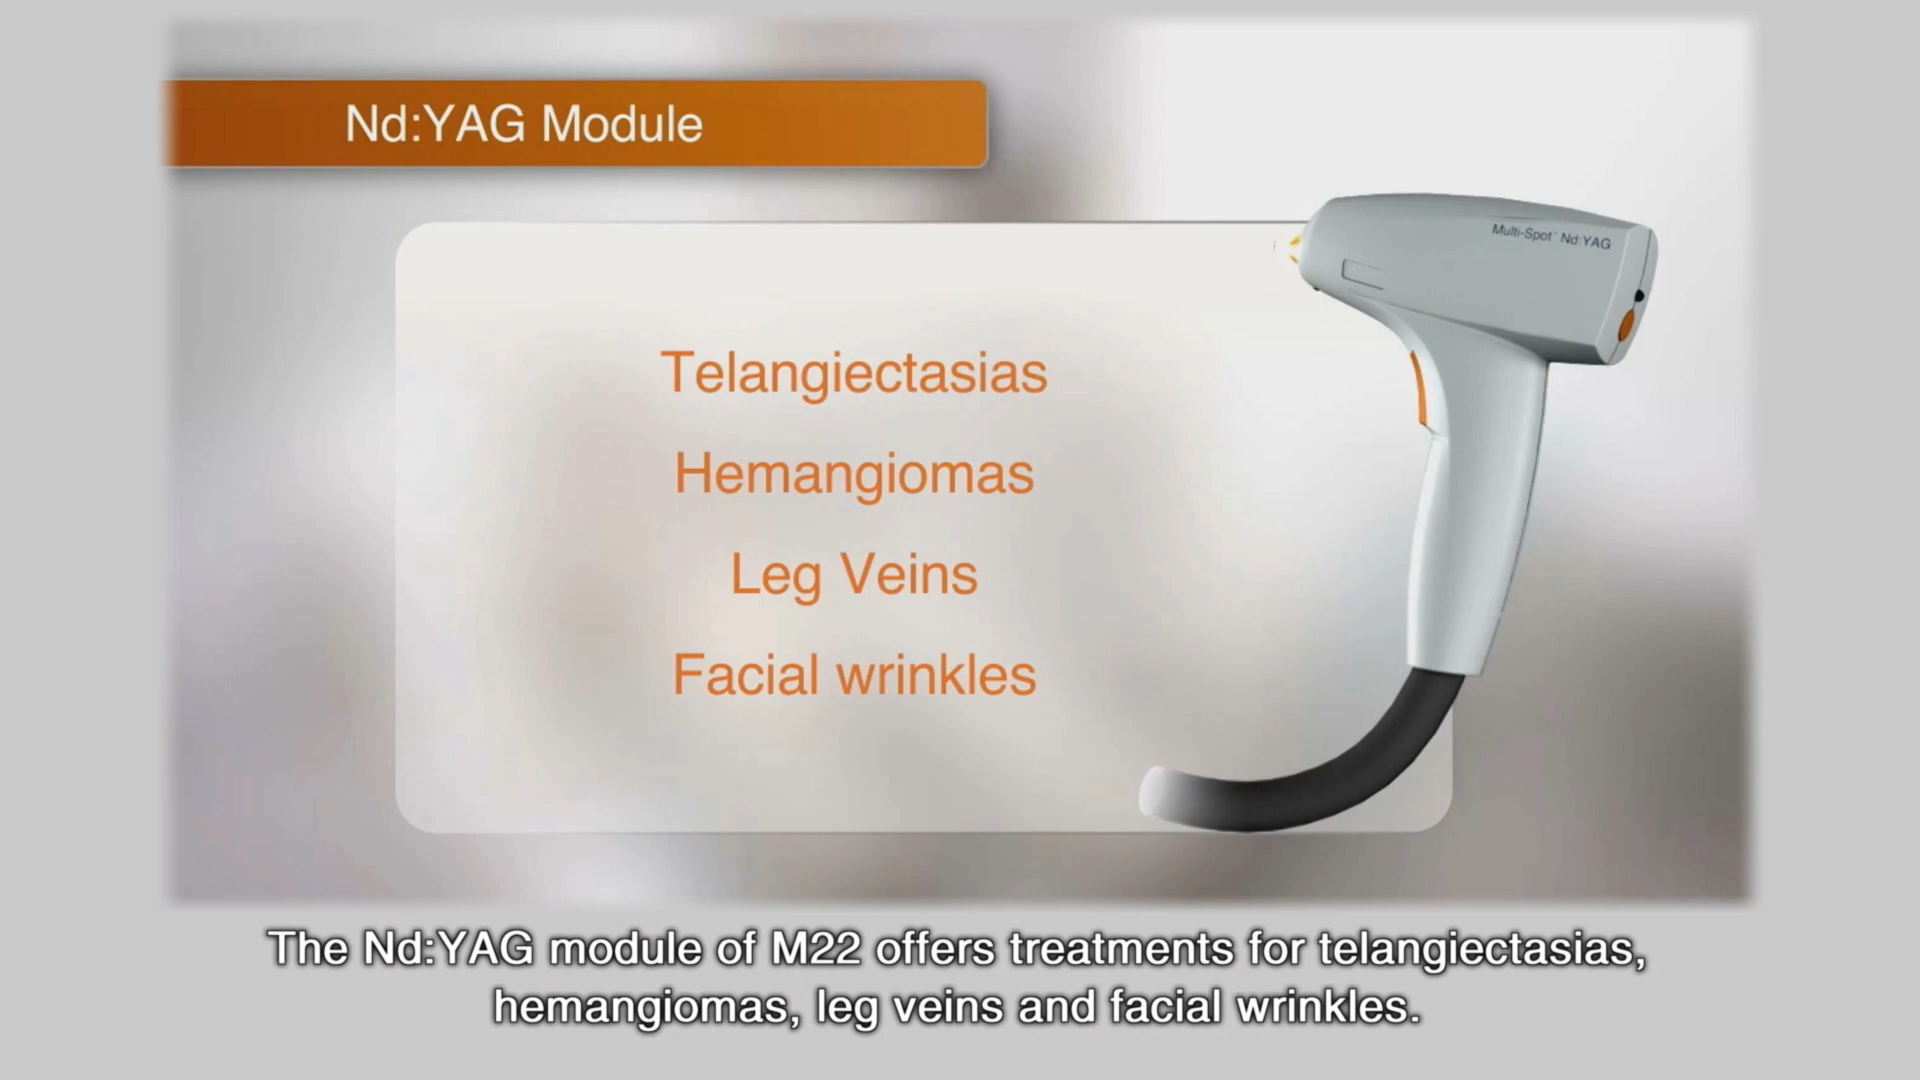 Nd:YAG Module
Multi-Spot™ Nd:YAG
Telangiectasias
Hemangiomas
Leg Veins
Facial wrinkles
The Nd:YAG module of M22 offers treatments for telangiectasias,
hemangiomas, leg veins and facial wrinkles.